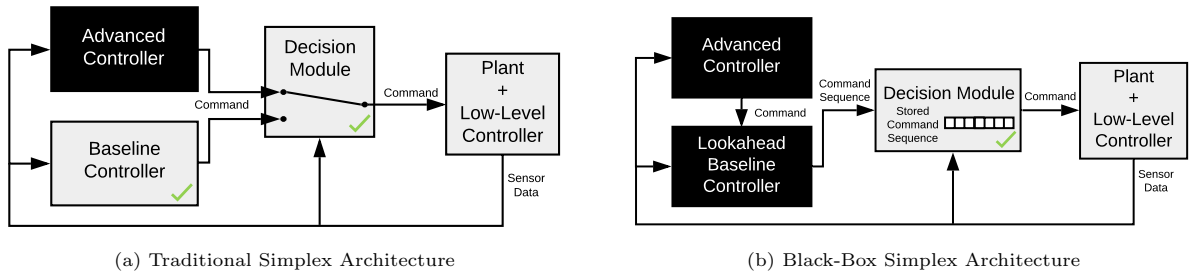 Advanced
Controller
Command
Baseline
Controller
Decision
Module
Command
Plant
+
Low-Level
Controller
Sensor
Data
(a) Traditional Simplex Architecture
Advanced
Controller
Command
Lookahead
Baseline
Controller
Command
Sequence
Decision Module
Stored
Command
Sequence
Command
Plant
+
Low-Level
Controller
Sensor
Data
(b) Black-Box Simplex Architecture